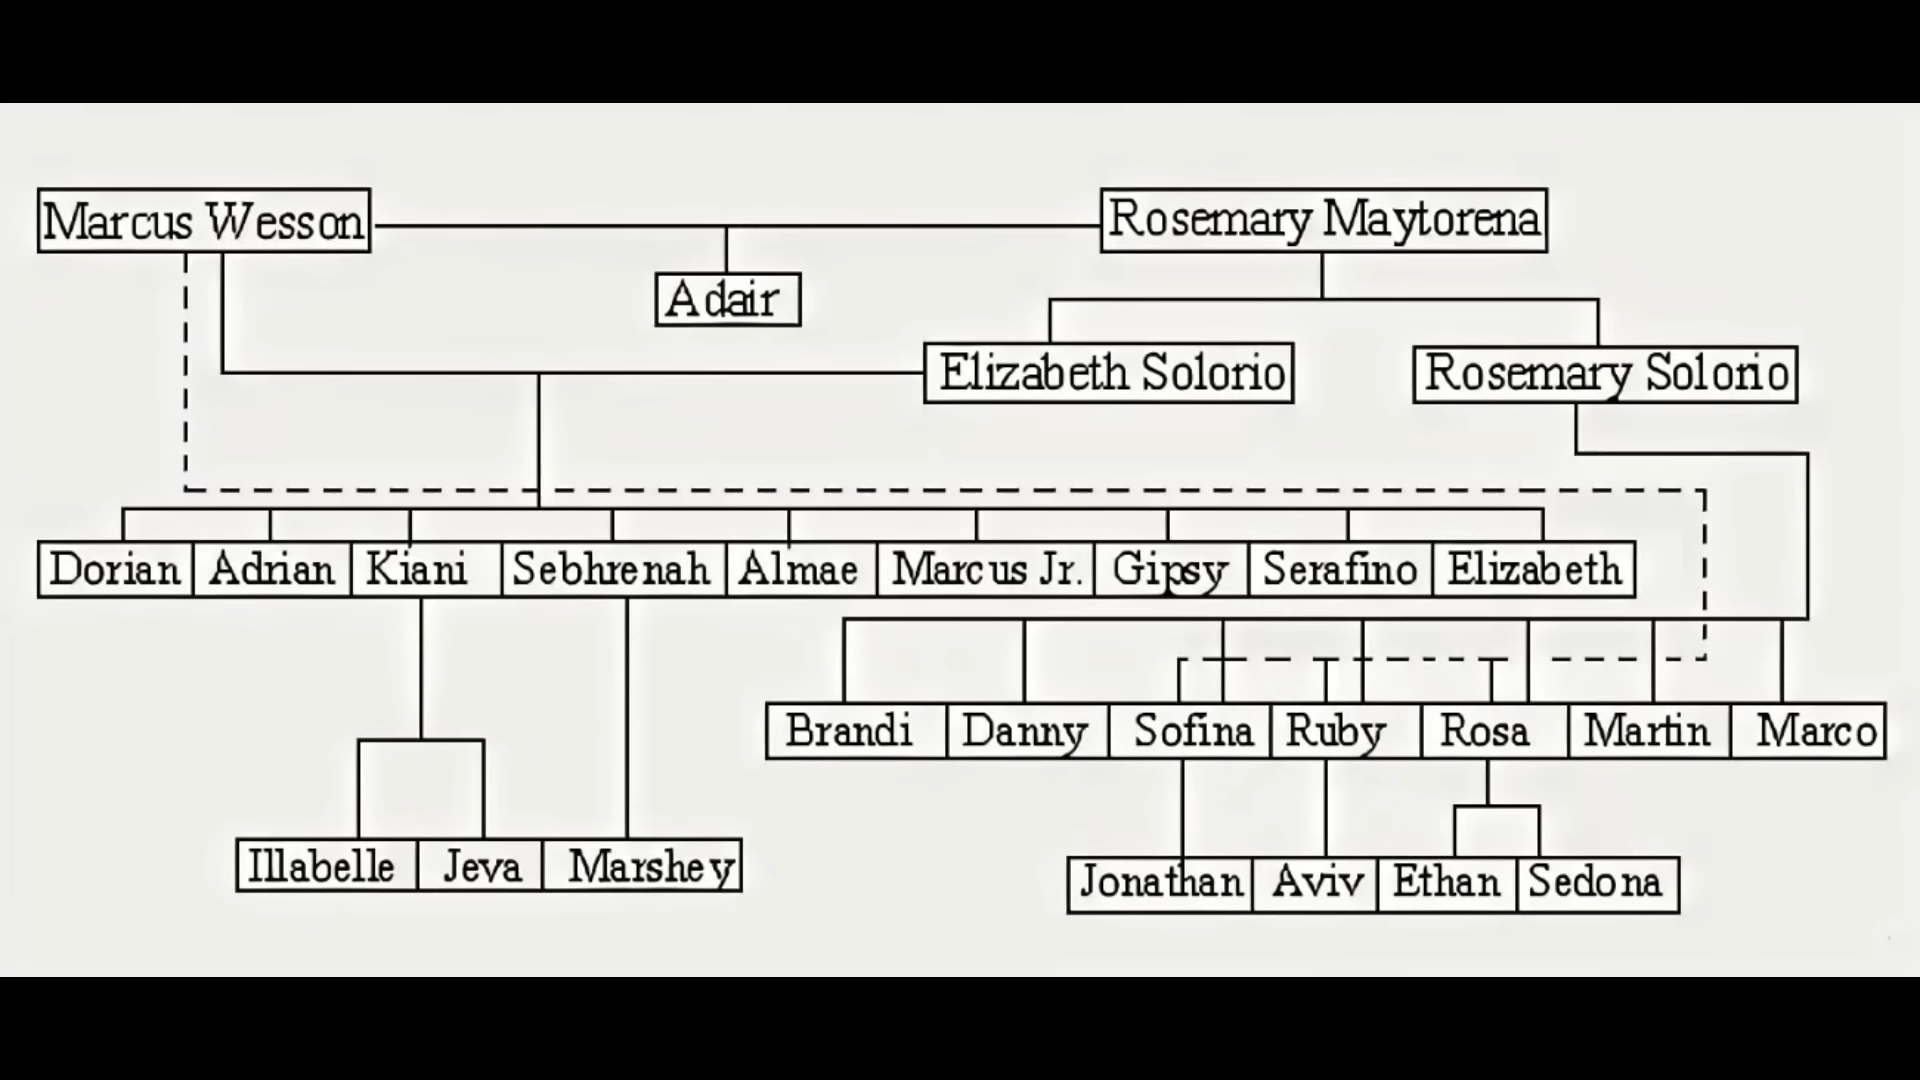 Marcus Wesson
Rosemary Maytorena
Adair
Elizabeth Solorio
Rosemary Solorio
Dorian Adrian Kiani Sebhrenah Almae Marcus Jr. Gipsy Serafino Elizabeth
Brandi Danny Sofina Ruby Rosa Martin Marco
Illabelle Jeva Marshey
Jonathan Aviv Ethan Sedona